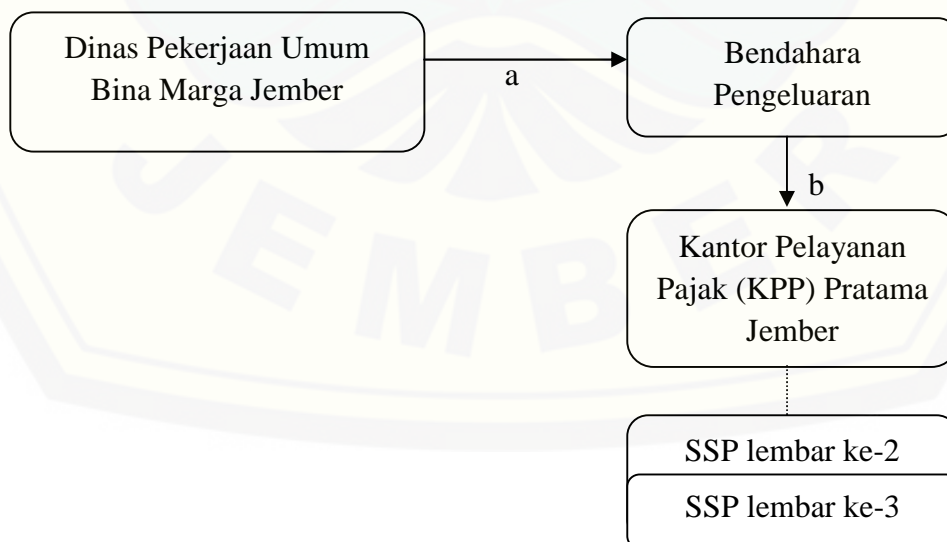 Dinas Pekerjaan Umum
Bina Marga Jember
a
Bendahara
Pengeluaran
b
Kantor Pelayanan
Pajak (KPP) Pratama
Jember
SSP lembar ke-2
SSP lembar ke-3
JEMBER